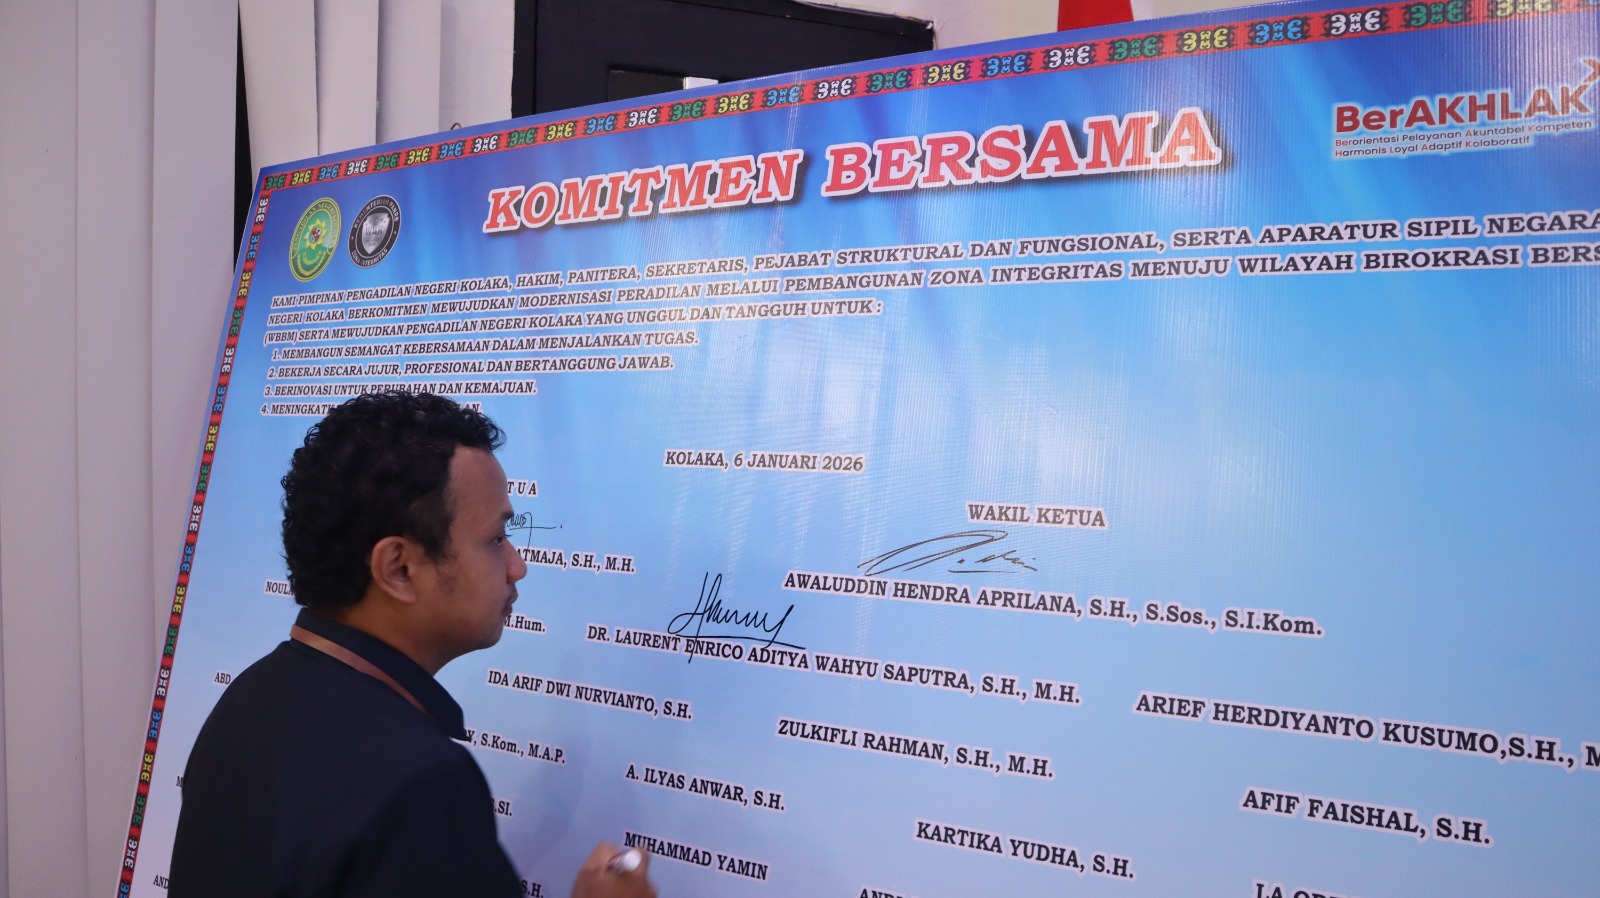 BerAKHLAK
Berorientasi Pelayanan Akuntabel Kompeten
Harmonis Loyal Adaptif Kolaboratif
KOMITMEN BERSAMA
KAMI PIMPINAN PENGADILAN NEGERI KOLAKA, HAKIM, PANITERA, SEKRETARIS, PEJABAT STRUKTURAL DAN FUNGSIONAL, SERTA APARATUR SIPIL NEGARA
NEGERI KOLAKA BERKOMITMEN MEWUJUDKAN MODERNISASI PERADILAN MELALUI PEMBANGUNAN ZONA INTEGRITAS MENUJU WILAYAH BIROKRASI BERS
(WBBM) SERTA MEWUJUDKAN PENGADILAN NEGERI KOLAKA YANG UNGGUL DAN TANGGUH UNTUK :
1. MEMBANGUN SEMANGAT KEBERSAMAAN DALAM MENJALANKAN TUGAS.
2. BEKERJA SECARA JUJUR, PROFESIONAL DAN BERTANGGUNG JAWAB.
3. BERINOVASI UNTUK PERUBAHAN DAN KEMAJUAN.
4. MENINGKATK
KOLAKA, 6 JANUARI 2026
TUA
WAKIL KETUA
ATMAJA, S.H., M.H.
AWALUDDIN HENDRA APRILANA, S.H., S.Sos., S.I.Kom.
NOULA
M.Hum.
DR. LAURENT ENRICO ADITYA WAHYU SAPUTRA, S.H., M.H.
ARIEF HERDIYANTO KUSUMO,S.H., M
ABD
IDA ARIF DWI NURVIANTO, S.H.
ZULKIFLI RAHMAN, S.H., M.H.
AFIF FAISHAL, S.H.
, S.Kom., M.A.P.
A. ILYAS ANWAR, S.H.
KARTIKA YUDHA, S.H.
M
.SI.
MUHAMMAD YAMIN
AND
S.H.